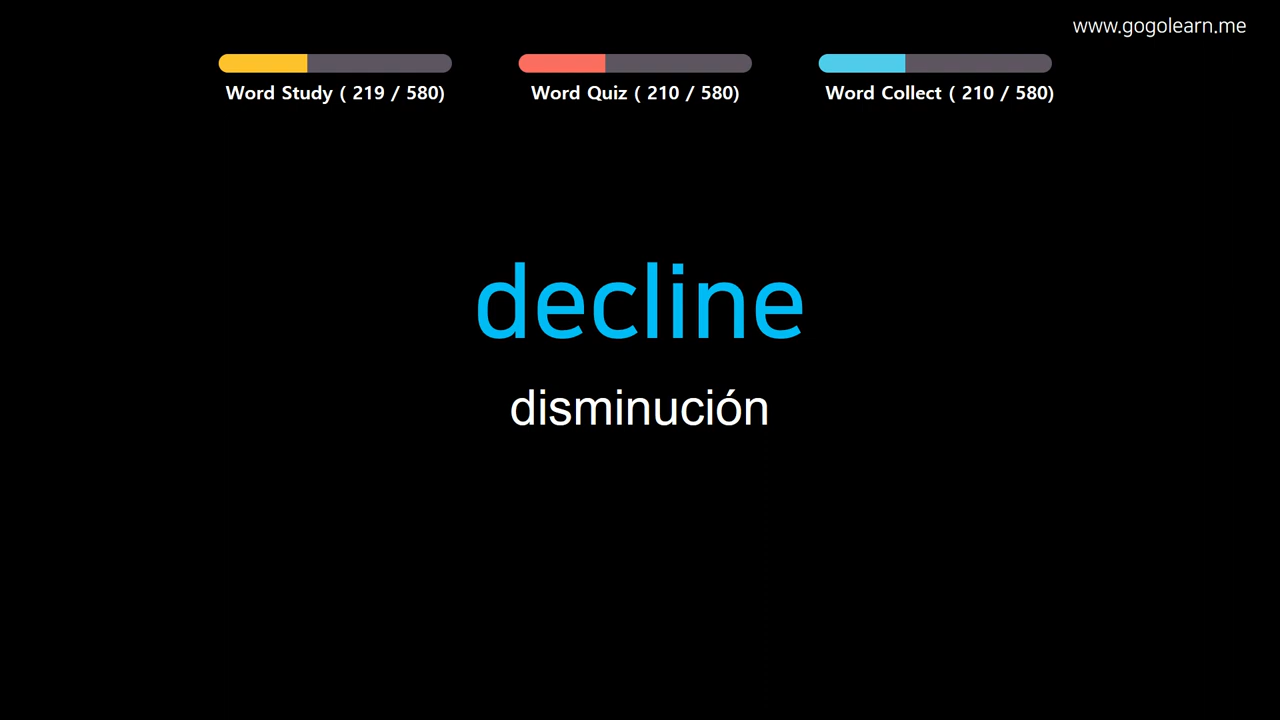 www.gogolearn.me
Word Study ( 219 / 580)
Word Quiz ( 210 / 580)
Word Collect ( 210 / 580)
decline
disminución